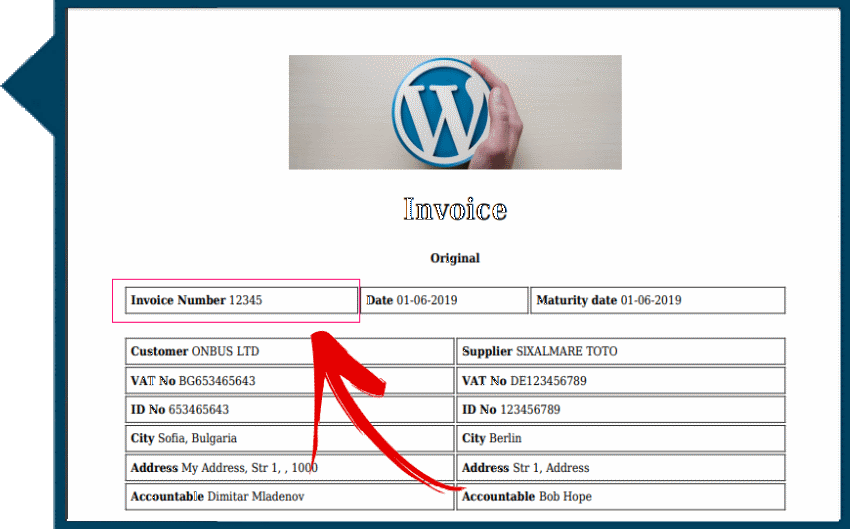 W
Invoice
Original
Invoice Number 12345 Date 01-06-2019 Maturity date 01-06-2019
Customer ONBUS LTD Supplier SIXALMARE TOTO
VAT No BG653465643 VAT No DE123456789
ID No 653465643 ID No 123456789
City Sofia, Bulgaria City Berlin
Address My Address, Str 1, , 1000 Address Str 1, Address
Accountable Dimitar Mladenov Accountable Bob Hope